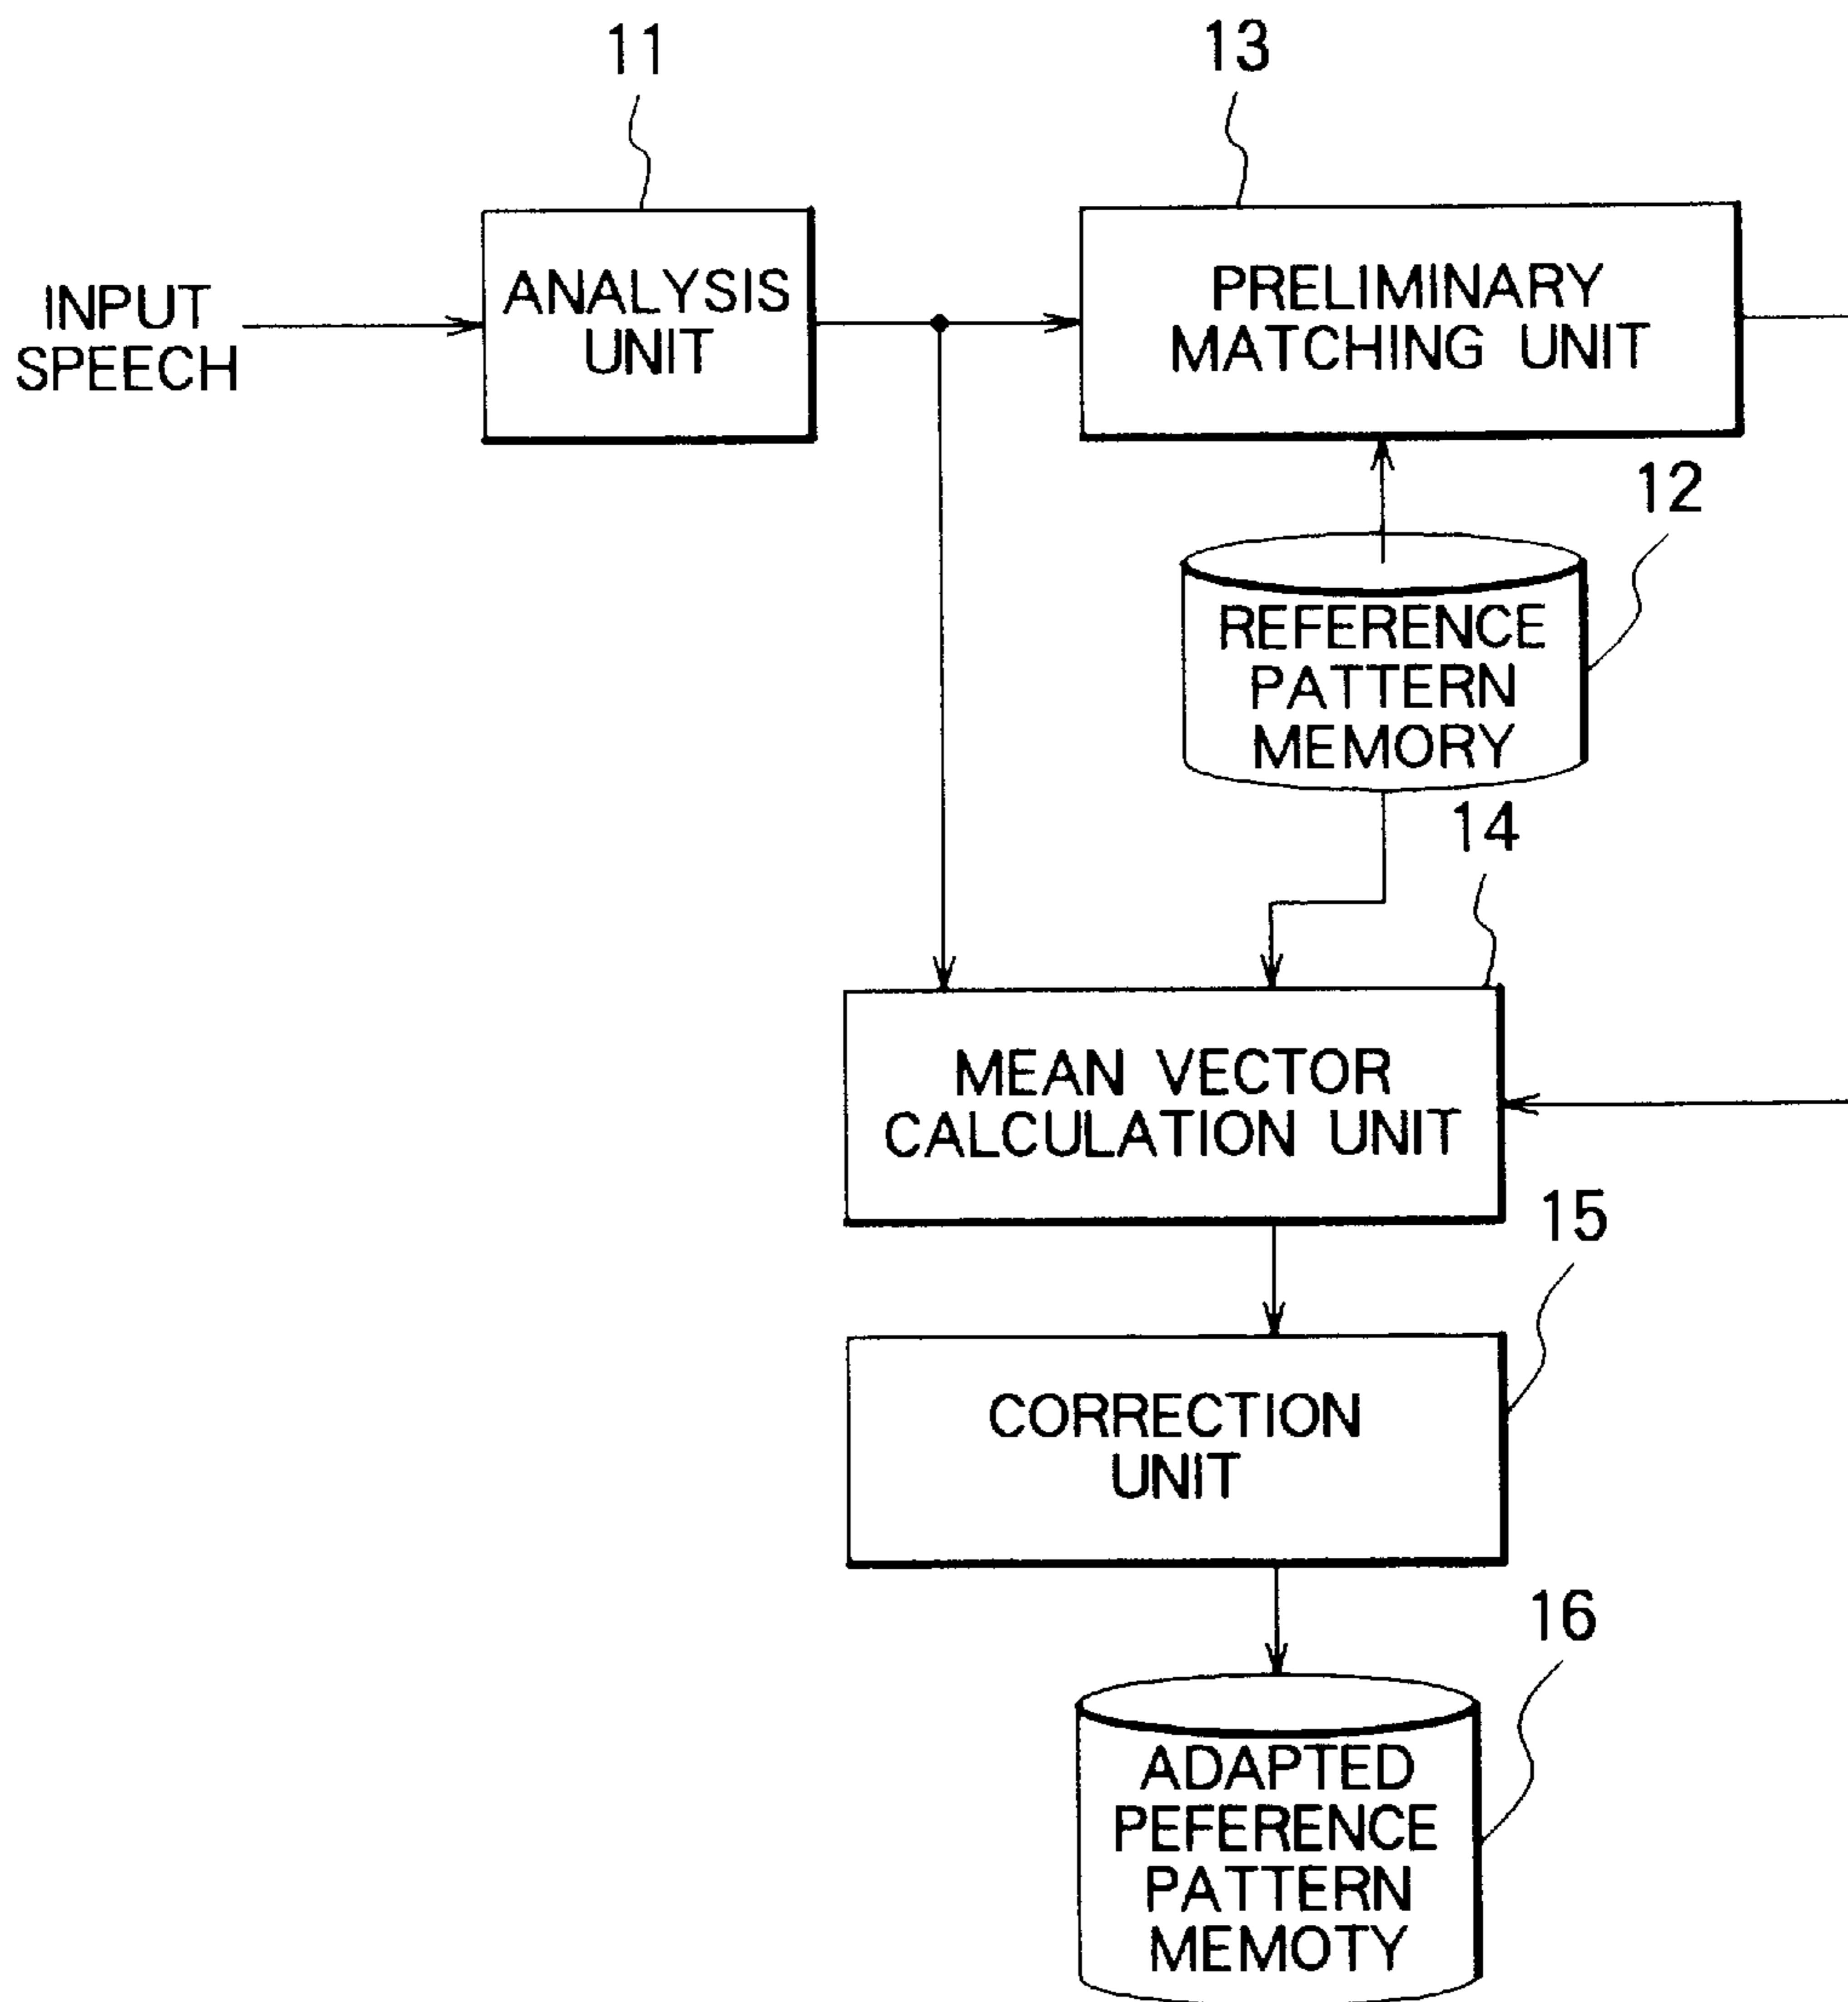 11
13
INPUT
SPEECH
ANALYSIS
UNIT
PRELIMINARY
MATCHING UNIT
12
REFERENCE
PATTERN
MEMORY
14
MEAN VECTOR
CALCULATION UNIT
15
CORRECTION
UNIT
16
ADAPTED
PEFERENCE
PATTERN
MEMOTY